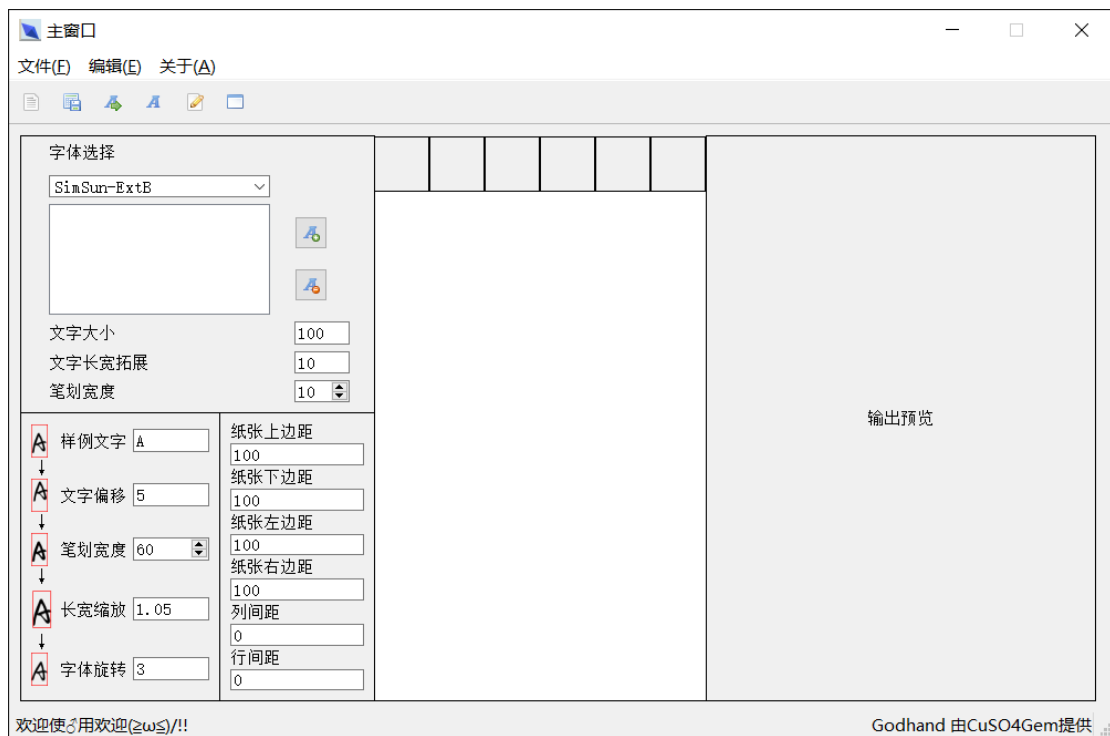 主窗口
文件(F) 编辑(E) 关于(A)
字体选择
SimSun-ExtB
文字大小 100
文字长宽拓展 10
笔划宽度 10
样例文字 A
文字偏移 5
笔划宽度 60
长宽缩放 1.05
字体旋转 3
纸张上边距
100
纸张下边距
100
纸张左边距
100
纸张右边距
100
列间距
0
行间距
0
输出预览
欢迎使♂用欢迎(≥ω≤)/!!
Godhand 由CuSO4Gem提供